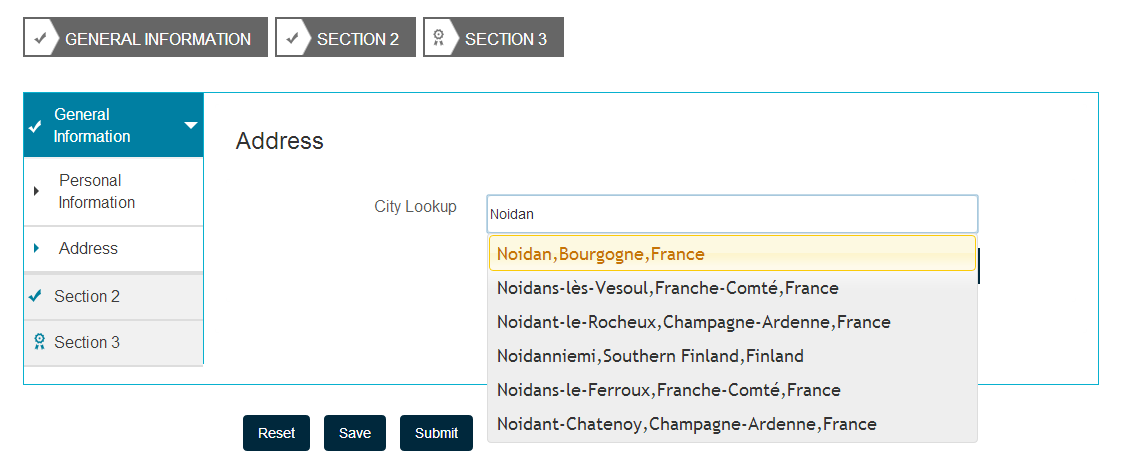 GENERAL INFORMATION
SECTION 2
SECTION 3
General
Information
Personal
Information
Address
Section 2
Section 3
Address
City Lookup
Noidan
Noidan,Bourgogne,France
Noidans-lès-Vesoul,Franche-Comté,France
Noidant-le-Rocheux,Champagne-Ardenne,France
Noidanniemi,Southern Finland,Finland
Noidans-le-Ferroux,Franche-Comté,France
Noidant-Chatenoy,Champagne-Ardenne,France
Reset
Save
Submit